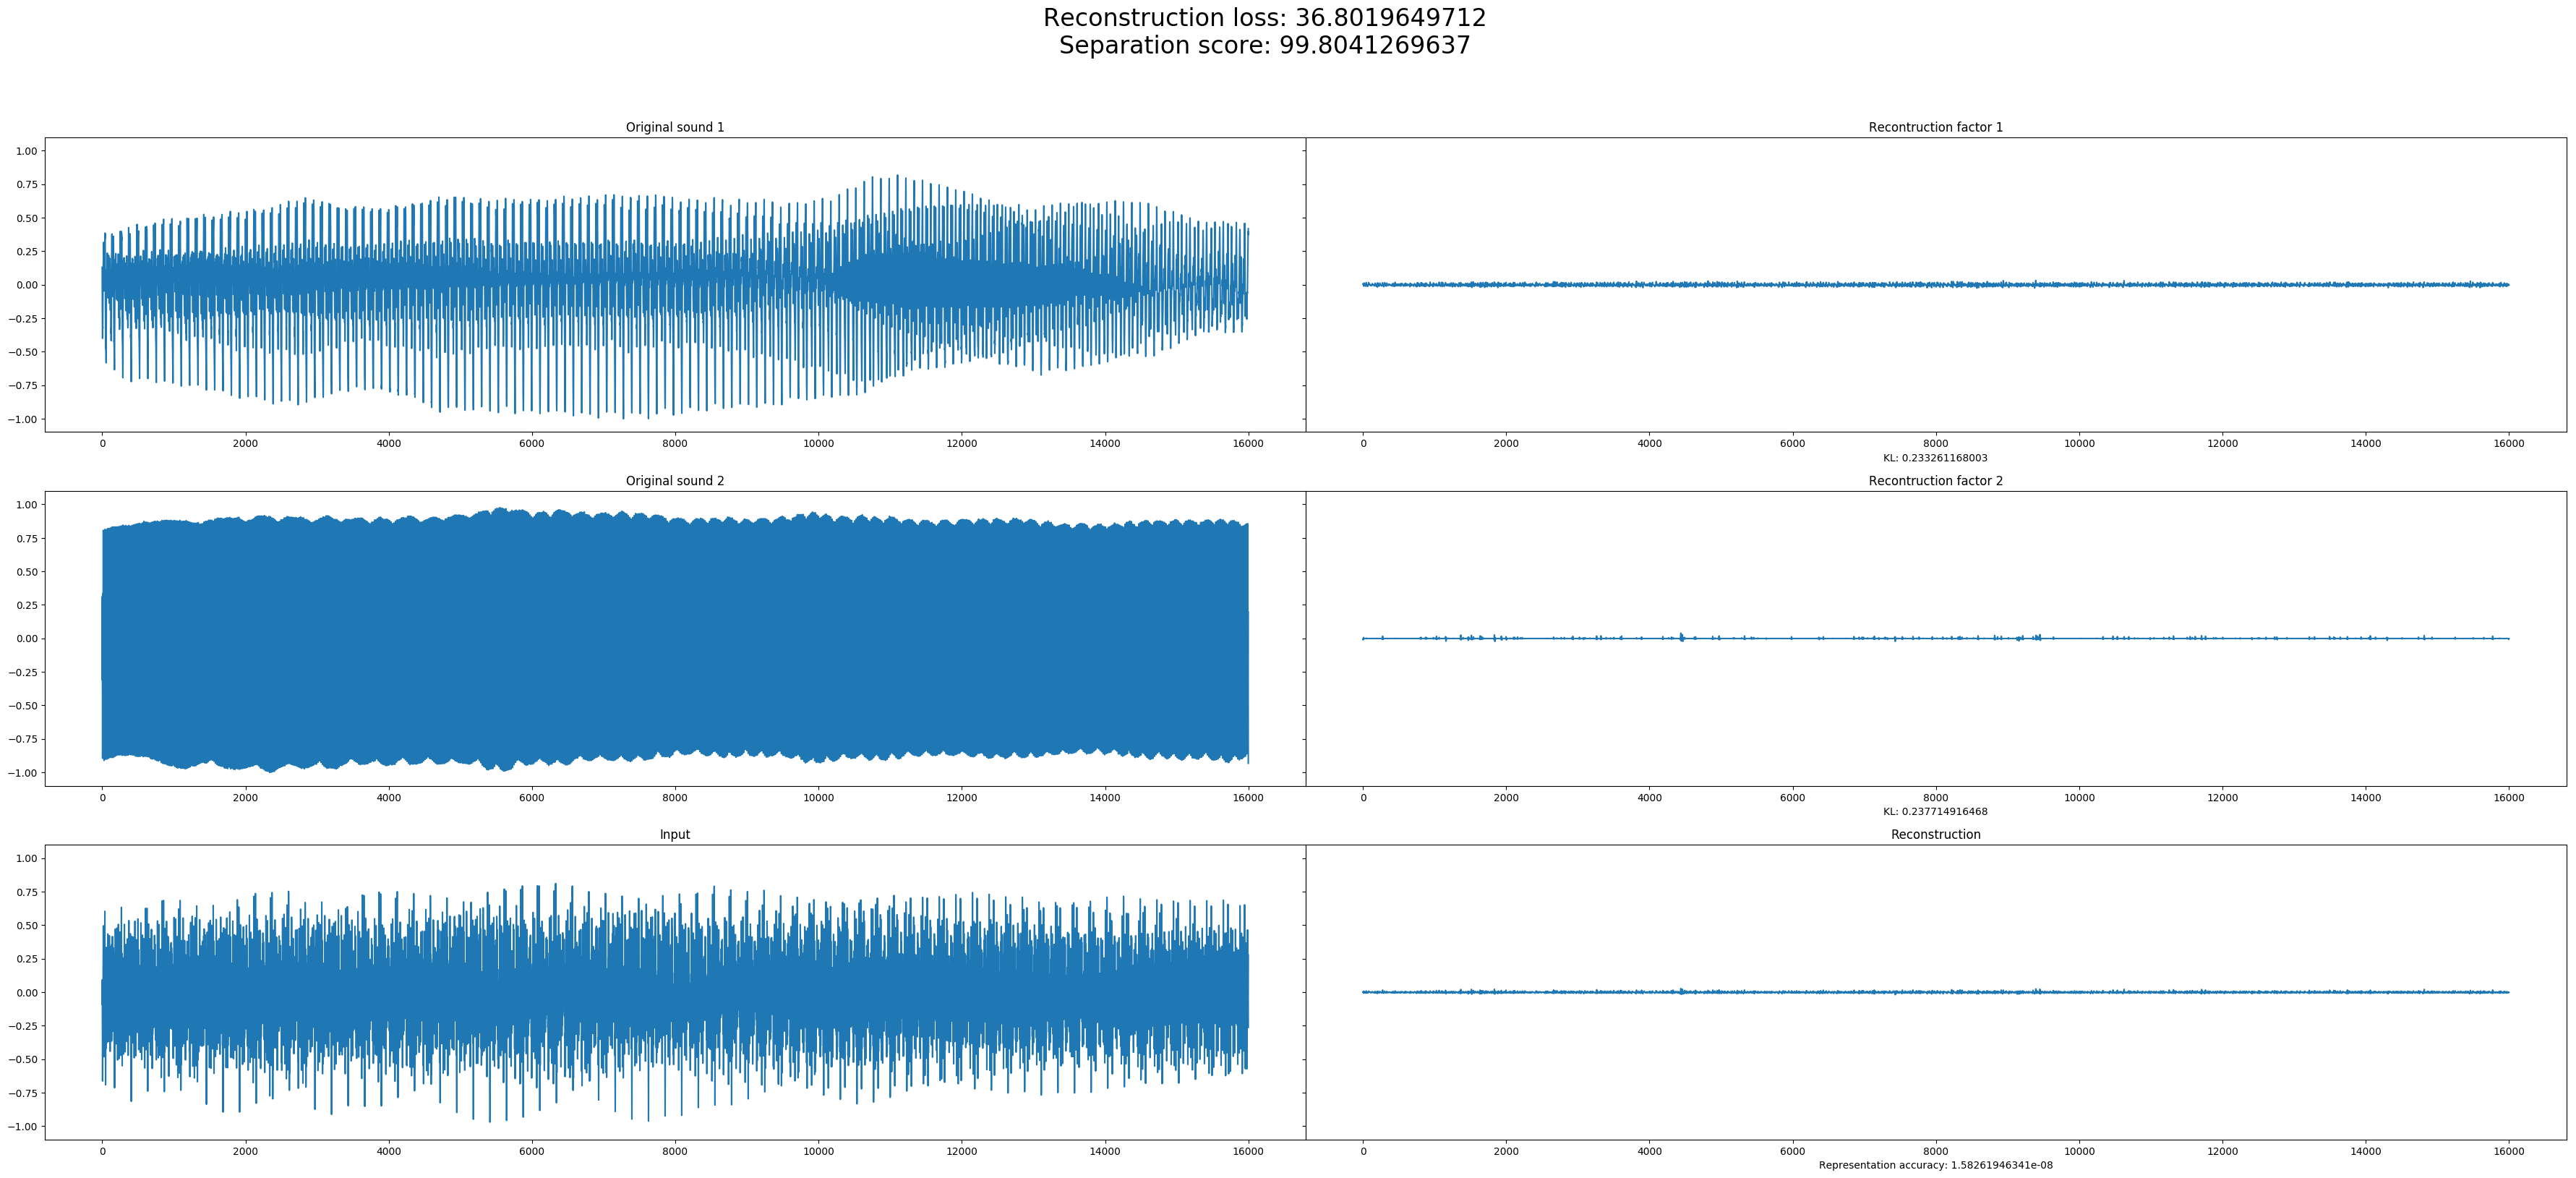 Reconstruction loss: 36.8019649712
Separation score: 99.8041269637
Original sound 1
Recontruction factor 1
1.00
0.75
0.50
0.25
0.00
−0.25
−0.50
−0.75
−1.00
0 2000 4000 6000 8000 10000 12000 14000 16000
0 2000 4000 6000 8000 10000 12000 14000 16000
KL: 0.233261168003
Original sound 2
Recontruction factor 2
1.00
0.75
0.50
0.25
0.00
−0.25
−0.50
−0.75
−1.00
0 2000 4000 6000 8000 10000 12000 14000 16000
0 2000 4000 6000 8000 10000 12000 14000 16000
KL: 0.237714916468
Input
Reconstruction
1.00
0.75
0.50
0.25
0.00
−0.25
−0.50
−0.75
−1.00
0 2000 4000 6000 8000 10000 12000 14000 16000
0 2000 4000 6000 8000 10000 12000 14000 16000
Representation accuracy: 1.58261946341e-08